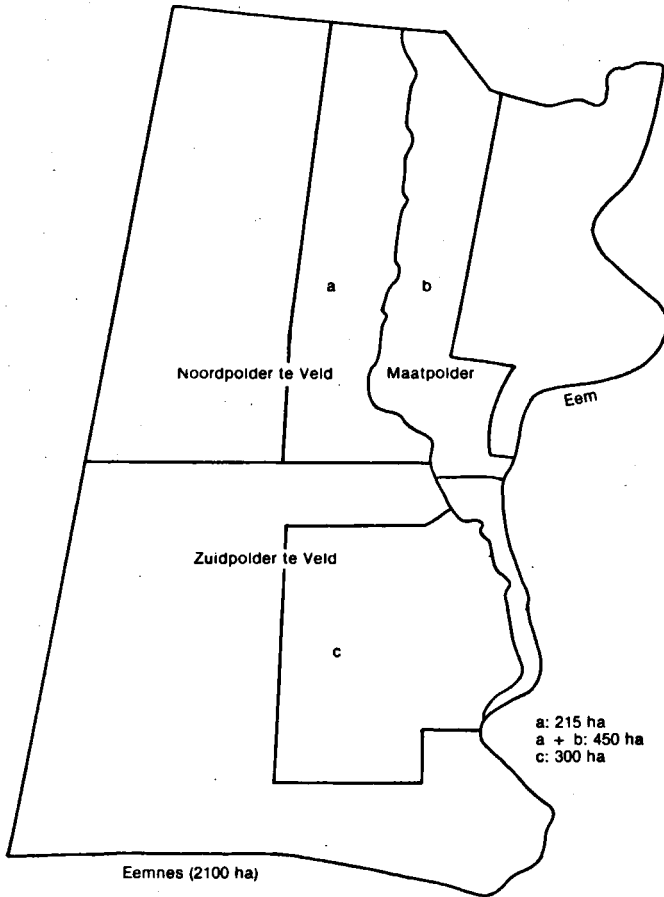 a
b
Noordpolder te Veld
Maatpolder
Eem
Zuidpolder te Veld
c
a: 215 ha
a + b: 450 ha
c: 300 ha
Eemnes (2100 ha)